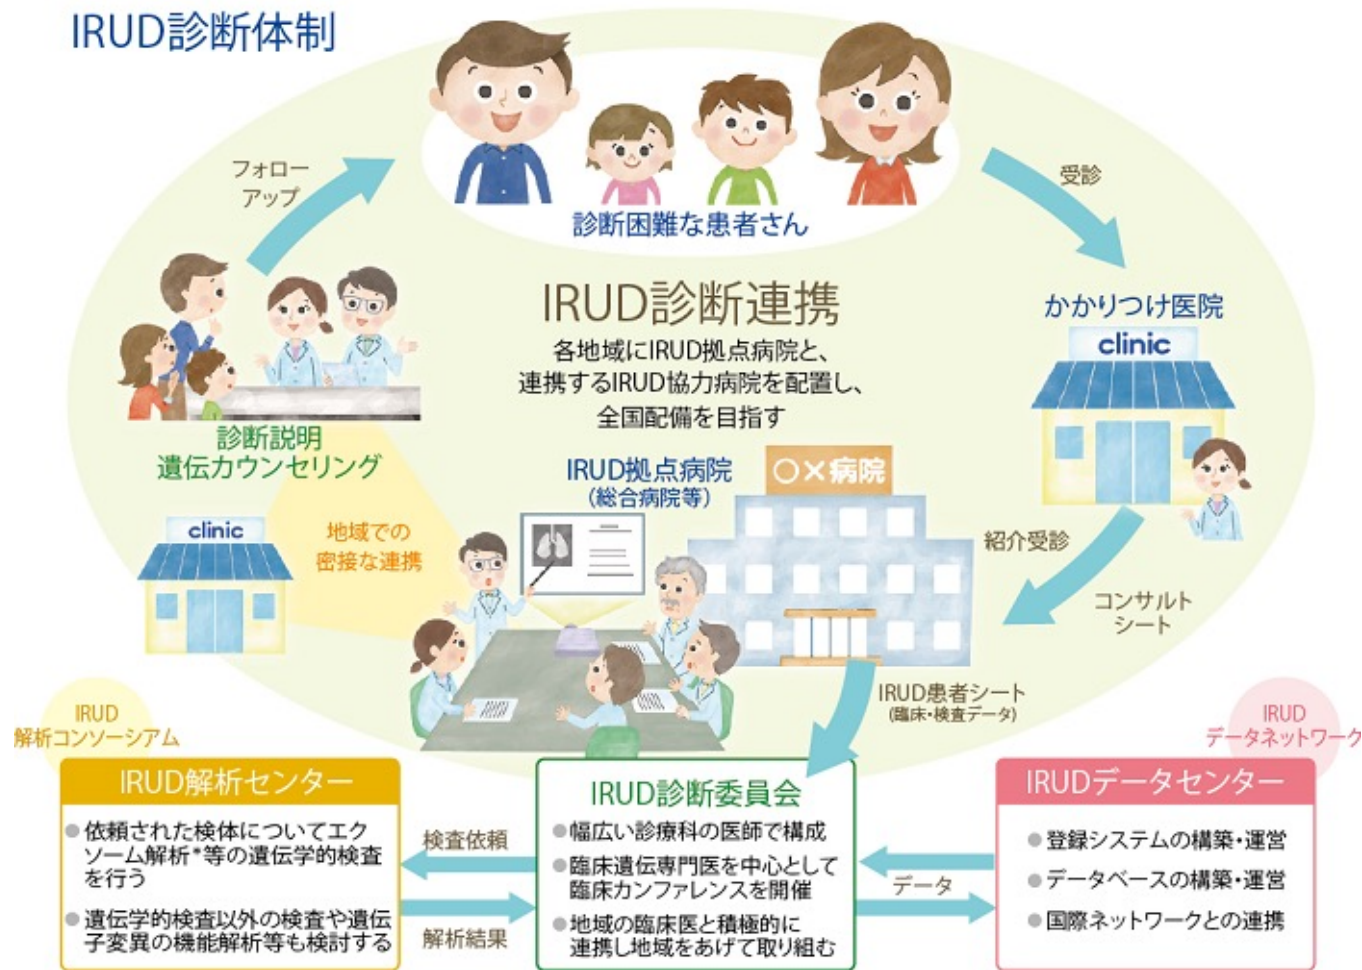 IRUD診断体制
フォロー
アップ
受診
診断困難な患者さん
IRUD診断連携
各地域にIRUD拠点病院と、
連携するIRUD協力病院を配置し、
全国配備を目指す
かかりつけ医院
clinic
診断説明
遺伝カウンセリング
IRUD拠点病院
(総合病院等)
〇×病院
clinic
地域での
密接な連携
紹介受診
コンサルト
シート
IRUD患者シート
(臨床・検査データ)
IRUD
解析コンソーシアム
IRUD
データネットワーク
IRUD解析センター
●依頼された検体についてエク
ソーム解析*等の遺伝学的検査
を行う
●遺伝学的検査以外の検査や遺伝
子変異の機能解析等も検討する
検査依頼
解析結果
IRUD診断委員会
●幅広い診療科の医師で構成
●臨床遺伝専門医を中心として
臨床カンファレンスを開催
●地域の臨床医と積極的に
連携し地域をあげて取り組む
データ
IRUDデータセンター
●登録システムの構築・運営
●データベースの構築・運営
●国際ネットワークとの連携